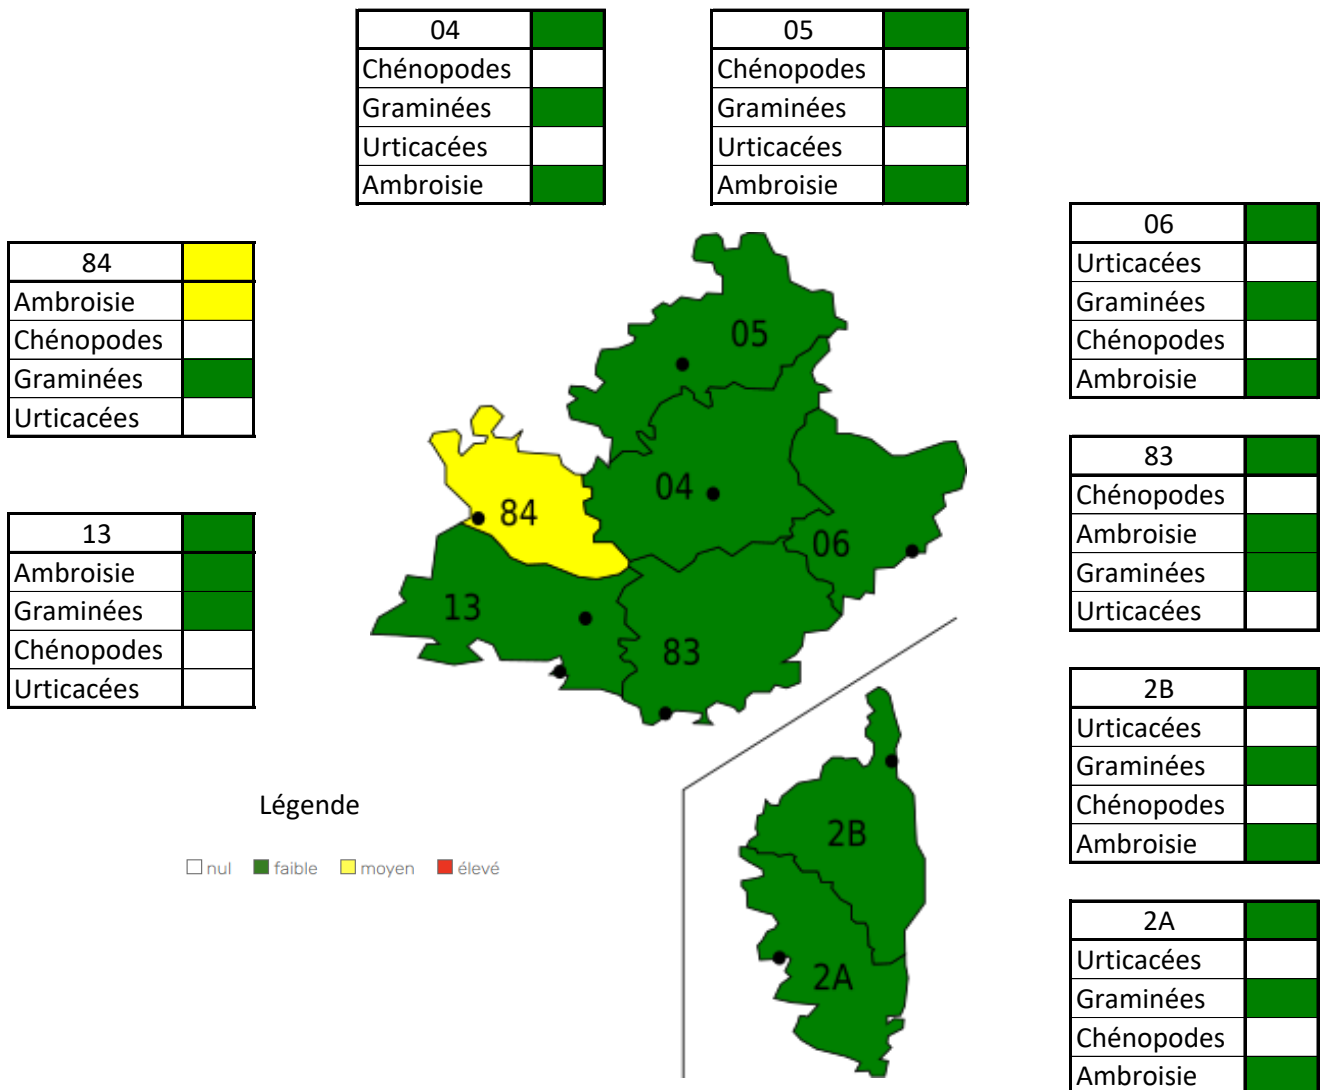 04
Chénopodes
Graminées
Urticacées
Ambroisie
05
Chénopodes
Graminées
Urticacées
Ambroisie
84
Ambroisie
Chénopodes
Graminées
Urticacées
13
Ambroisie
Graminées
Chénopodes
Urticacées
05
04
84
06
13
83
2B
2A
06
Urticacées
Graminées
Chénopodes
Ambroisie
83
Chénopodes
Ambroisie
Graminées
Urticacées
2B
Urticacées
Graminées
Chénopodes
Ambroisie
2A
Urticacées
Graminées
Chénopodes
Ambroisie
Légende
nul faible moyen élevé